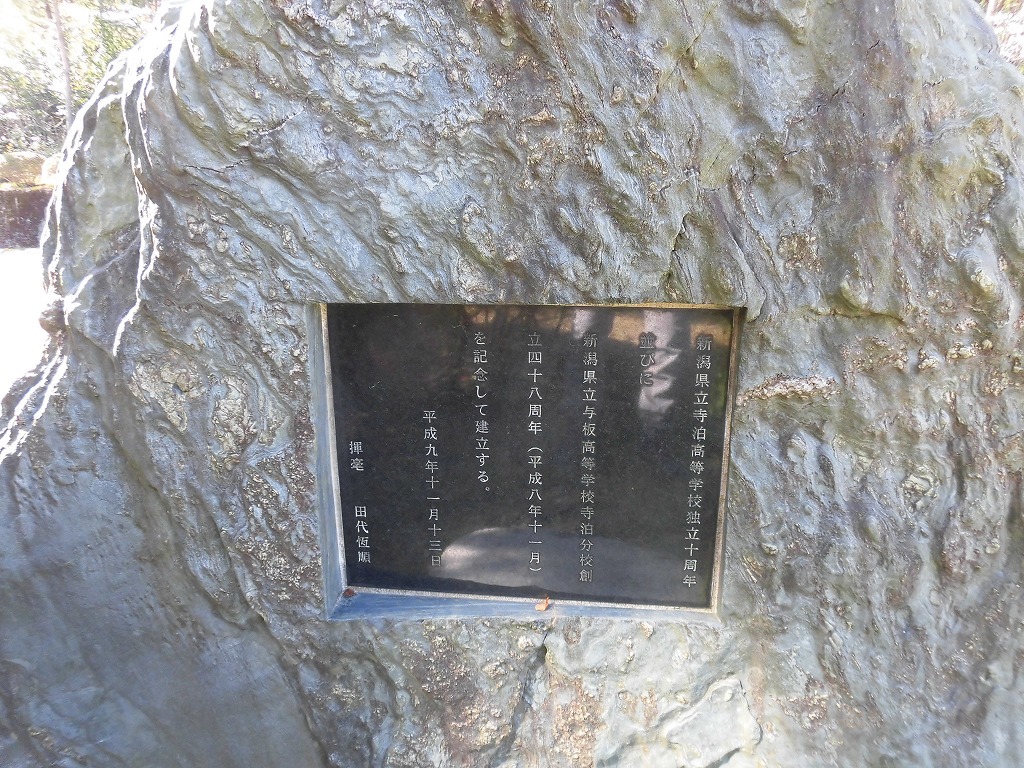 新潟県立寺泊高等学校独立十周年
並びに
新潟県立与板高等学校寺泊分校創
立四十八周年（平成八年十一月）
を記念して建立する。
平成九年十一月十三日
揮毫　田代恆順